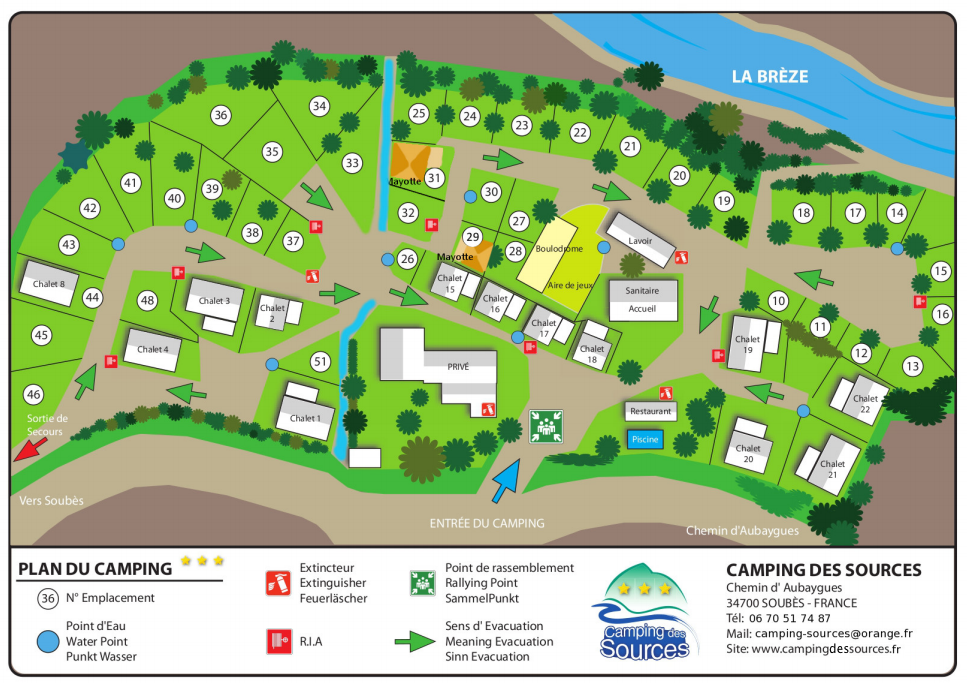 LA BRÈZE
36
34
25
24
23
22
21
35
33
31
Mayotte
41
40
39
30
20
19
42
32
27
18
17
14
43
38
37
29
28
Mayotte
26
Boulodrome
Lavoir
15
Chalet 8
44
48
Chalet 3
Chalet
2
Chalet
15
Chalet
16
Aire de jeux
Sanitaire
Accueil
10
16
45
Chalet 4
Chalet
17
Chalet
18
Chalet
19
11
12
13
46
51
PRIVÉ
Chalet 1
Restaurant
Piscine
Chalet
22
Chalet
20
Chalet
21
Sortie de
Secours
Vers Soubès
ENTRÉE DU CAMPING
Chemin d'Aubaygues
PLAN DU CAMPING
36 N° Emplacement
Point d'Eau
Water Point
Punkt Wasser
Extincteur
Extinguisher
Feuerläscher
R.I.A
Point de rassemblement
Rallying Point
SammelPunkt
Sens d' Evacuation
Meaning Evacuation
Sinn Evacuation
Camping des
Sources
CAMPING DES SOURCES
Chemin d' Aubaygues
34700 SOUBÈS - FRANCE
Tél: 06 70 51 74 87
Mail: camping-sources@orange.fr
Site: www.campingdessources.fr